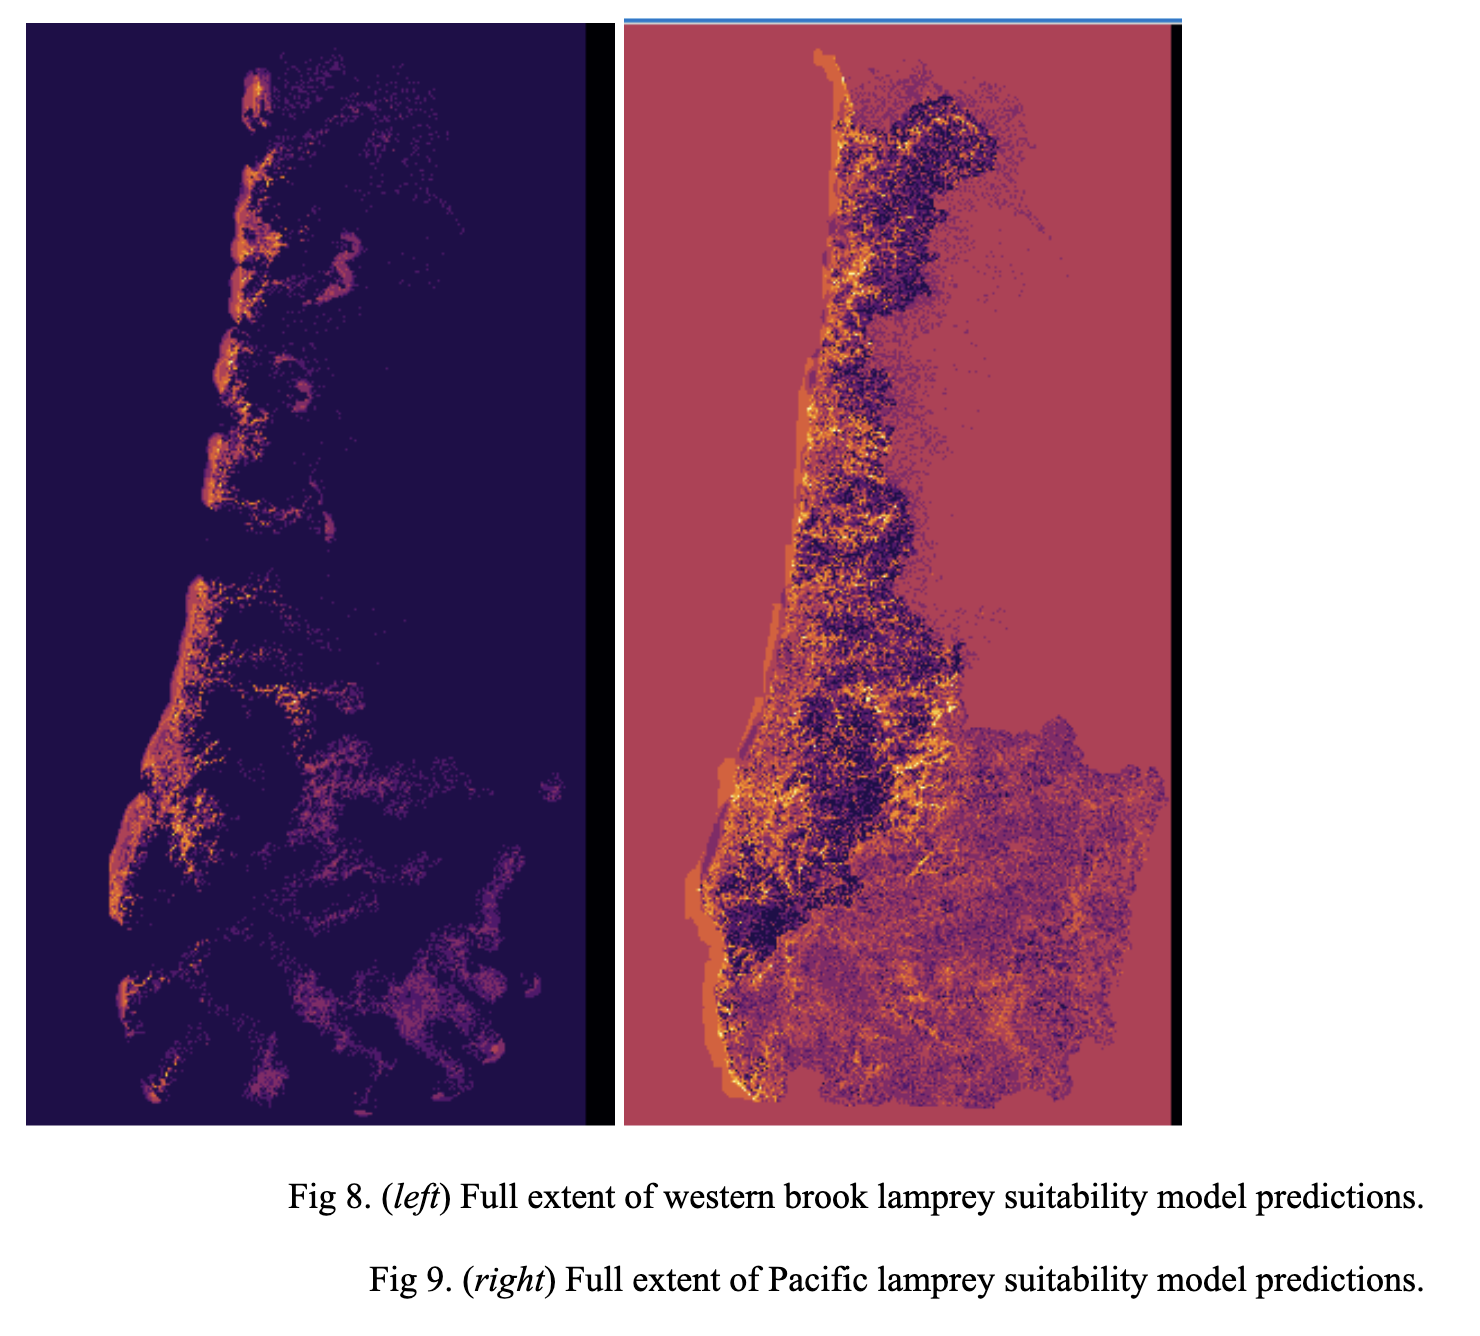 Fig 8. (left) Full extent of western brook lamprey suitability model predictions.
Fig 9. (right) Full extent of Pacific lamprey suitability model predictions.